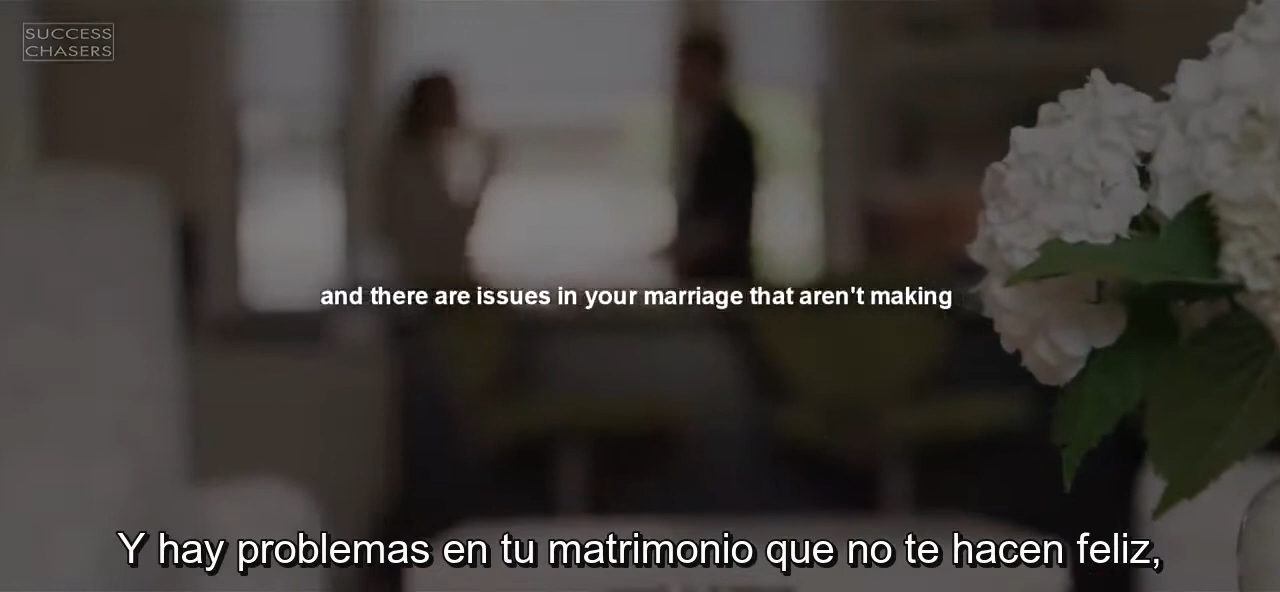 SUCCESS
CHASERS
and there are issues in your marriage that aren't making
Y hay problemas en tu matrimonio que no te hacen feliz,